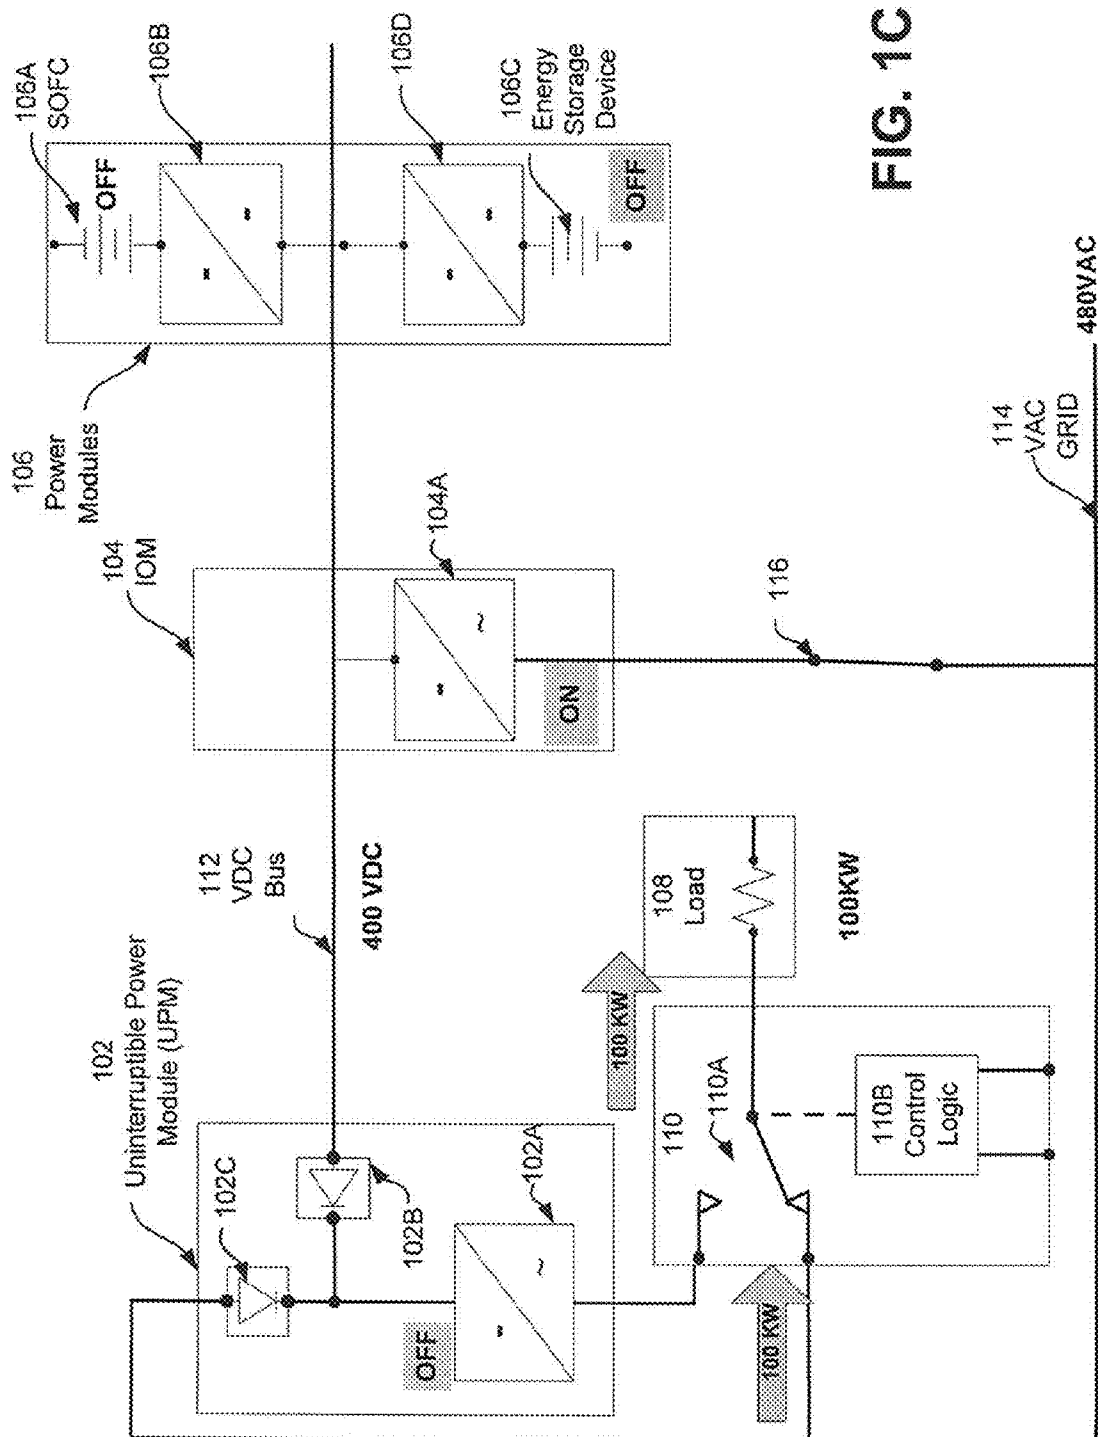 102
Uninterruptible Power
Module (UPM)
102C
102B
102A
OFF
112
VDC
Bus
400 VDC
104
IOM
104A
ON
106
Power
Modules
106A
SOFC
OFF
106B
106D
106C
Energy
Storage
Device
OFF
100 KW
108
Load
100KW
110
110A
110B
Control
Logic
100 KW
116
114
VAC
GRID
480VAC
FIG. 1C